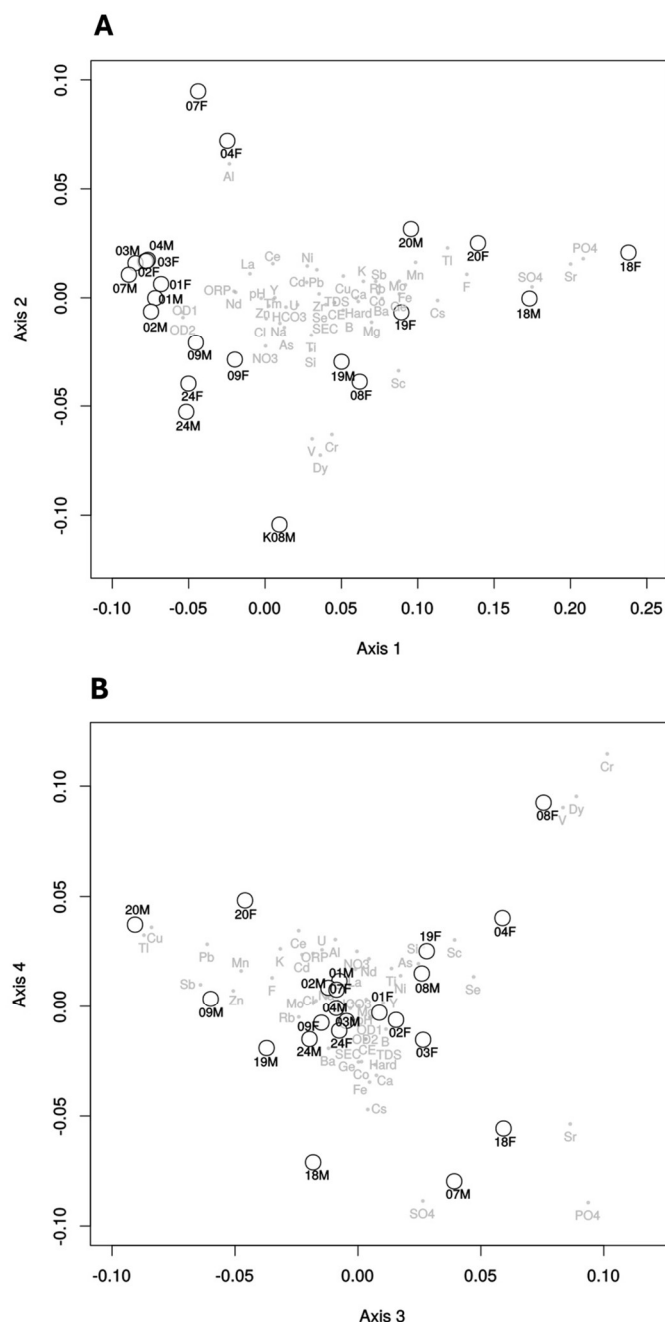 A
0.10
0.05
0.00
-0.05
-0.10
Axis 2
07F
04F
Al
20M
20F
18F
04M
03M
03F
02F
07M
01F
01M
02M
09M
09F
24F
24M
K08M
19M
08F
19F
18M
Ce
Ni
La
Cd
Pb
Cu
K
Sb
Rb
Mn
Tl
PO4
SO4
Sr
F
Mo
ORP
Nd
pH
Y
Tm
U
Zr
TDS
Ca
Co
Fe
Ge
Cs
OD1
OD2
Zn
HCO3
Se
CE
Hard
Ba
Cl
Na
SEC
B
Mg
NO3
As
Ti
Si
Sc
V
Cr
Dy
-0.10 -0.05 0.00 0.05 0.10 0.15 0.20 0.25
Axis 1
B
0.10
0.05
0.00
-0.05
-0.10
Axis 4
Cr
08F
Dy
V
20M
20F
04F
Cu
Tl
19F
Pb
Ce
U
Al
Si
Sc
K
ORP
Cd
NO3
As
Mn
Nd
Ti
08M
Sb
Zn
F
02M
01M
07F
La
Ni
Se
09M
Mo
Cl
04M
01F
Y
Rb
09F
03M
02F
19M
24M
24F
OD1
OD2
B
03F
Ba
SEC
CE
TDS
Ge
Hard
Co
Ca
Fe
Cs
18F
Sr
18M
07M
SO4
PO4
-0.10 -0.05 0.00 0.05 0.10
Axis 3